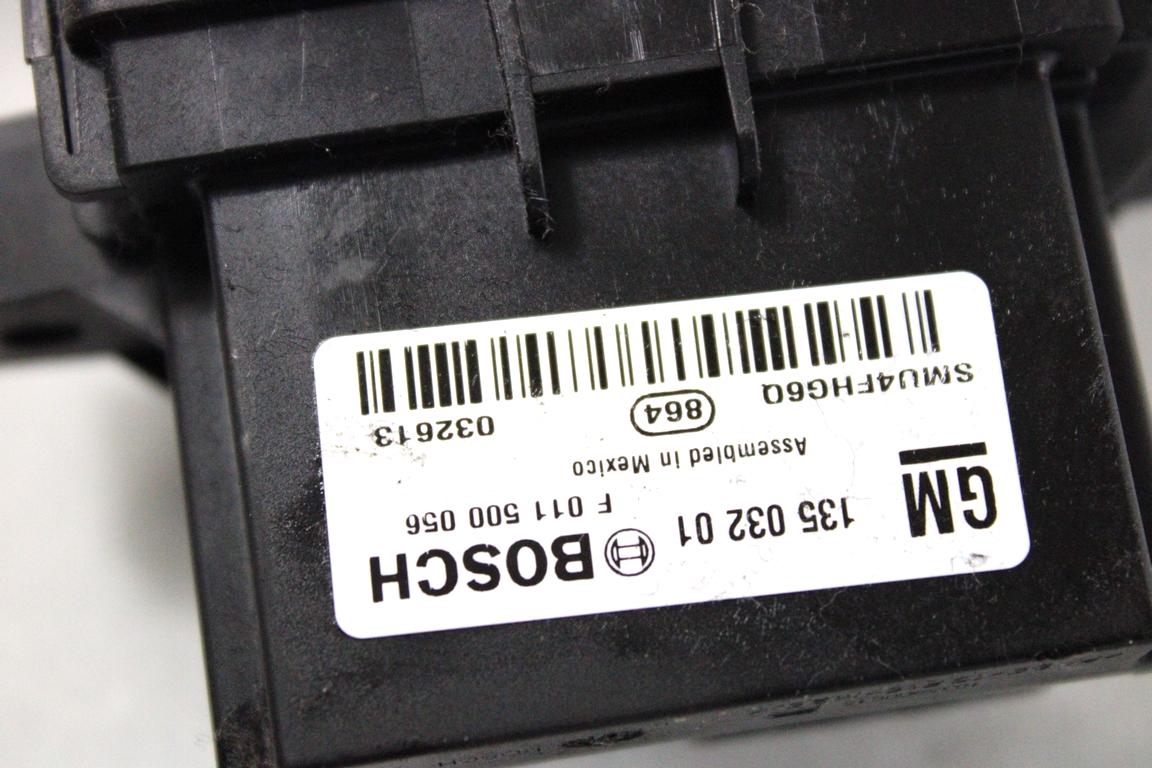 GM 135 032 01 BOSCH
F 011 500 056
Assembled in Mexico
SMU4FHG6Q 864 032613